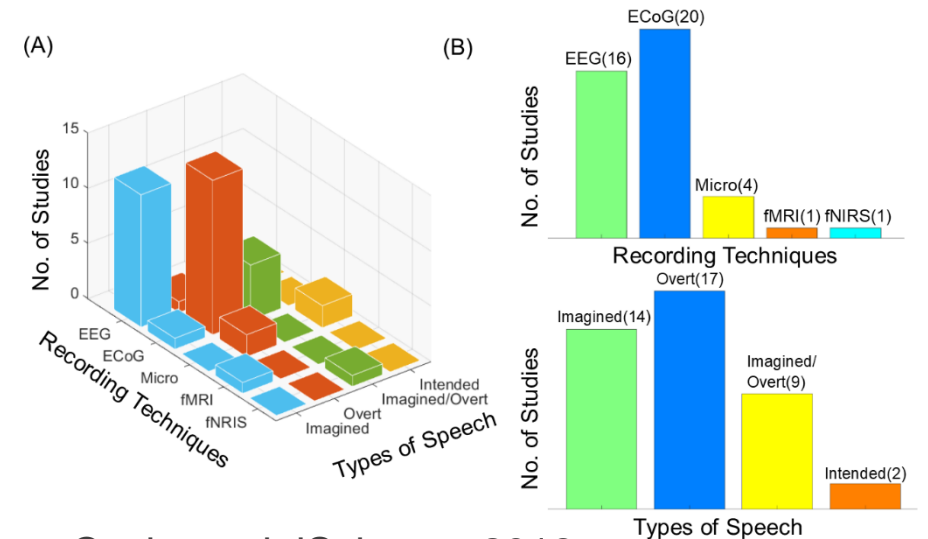 (A)
No. of Studies
15
10
5
0
EEG
ECoG
Micro
fMRI
fNRIS
Recording Techniques
Imagined
Overt
Imagined/Overt
Intended
Types of Speech
(B)
No. of Studies
EEG(16)
ECoG(20)
Micro(4)
fMRI(1) fNIRS(1)
Recording Techniques
No. of Studies
Imagined(14)
Overt(17)
Imagined/
Overt(9)
Intended(2)
Types of Speech